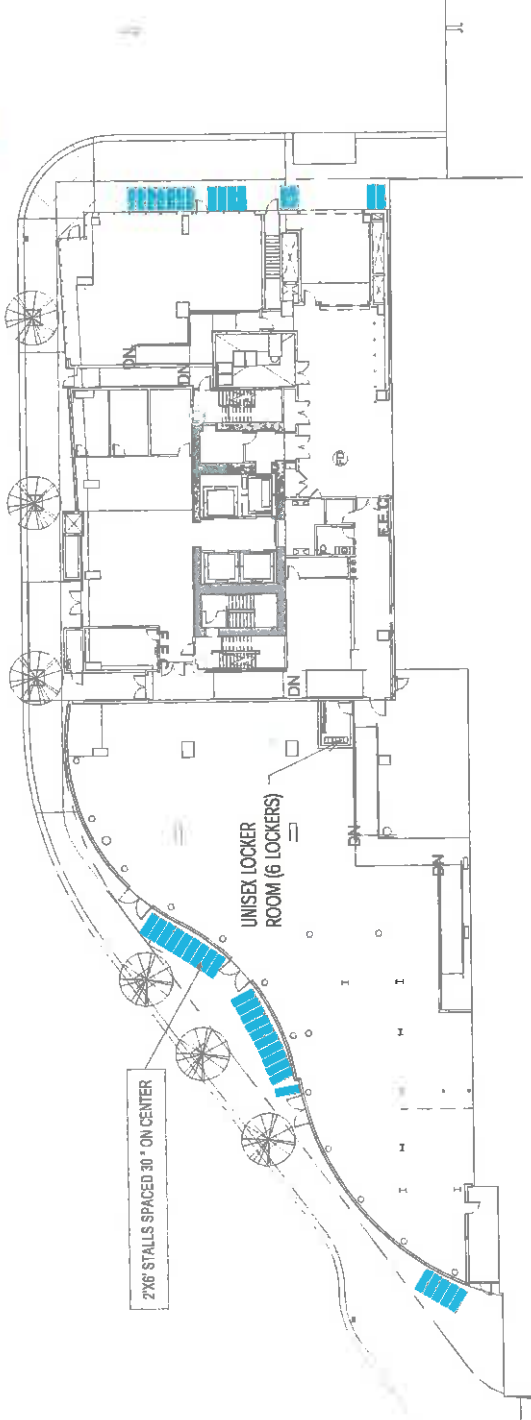 2'X6' STALLS SPACED 30" ON CENTER
UNISEX LOCKER
ROOM (6 LOCKERS)
DN
DN
DN
DN
DN
F.E.C
F.E.C